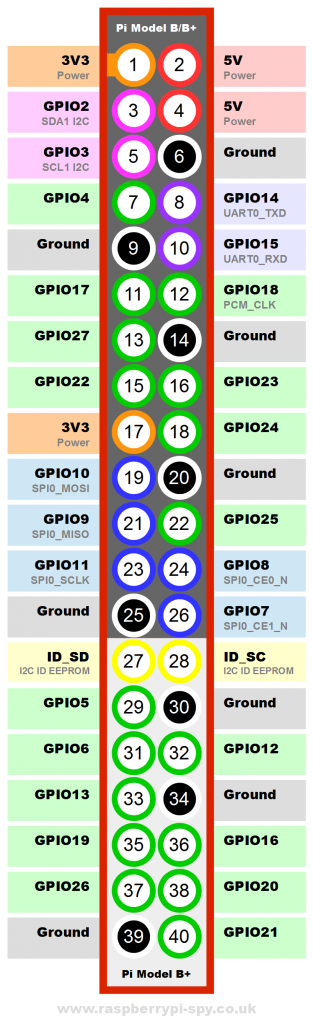 Pi Model B/B+
3V3 1 2 5V
Power Power
GPIO2 3 4 5V
SDA1 I2C Power
GPIO3 5 6 Ground
SCL1 I2C
GPIO4 7 8 GPIO14
UART0_TXD
Ground 9 10 GPIO15
UART0_RXD
GPIO17 11 12 GPIO18
PCM_CLK
GPIO27 13 14 Ground
GPIO22 15 16 GPIO23
3V3 17 18 GPIO24
Power
GPIO10 19 20 Ground
SPI0_MOSI
GPIO9 21 22 GPIO25
SPI0_MISO
GPIO11 23 24 GPIO8
SPI0_SCLK SPI0_CE0_N
Ground 25 26 GPIO7
SPI0_CE1_N
ID_SD 27 28 ID_SC
I2C ID EEPROM I2C ID EEPROM
GPIO5 29 30 Ground
GPIO6 31 32 GPIO12
GPIO13 33 34 Ground
GPIO19 35 36 GPIO16
GPIO26 37 38 GPIO20
Ground 39 40 GPIO21
Pi Model B+
www.raspberrypi-spy.co.uk